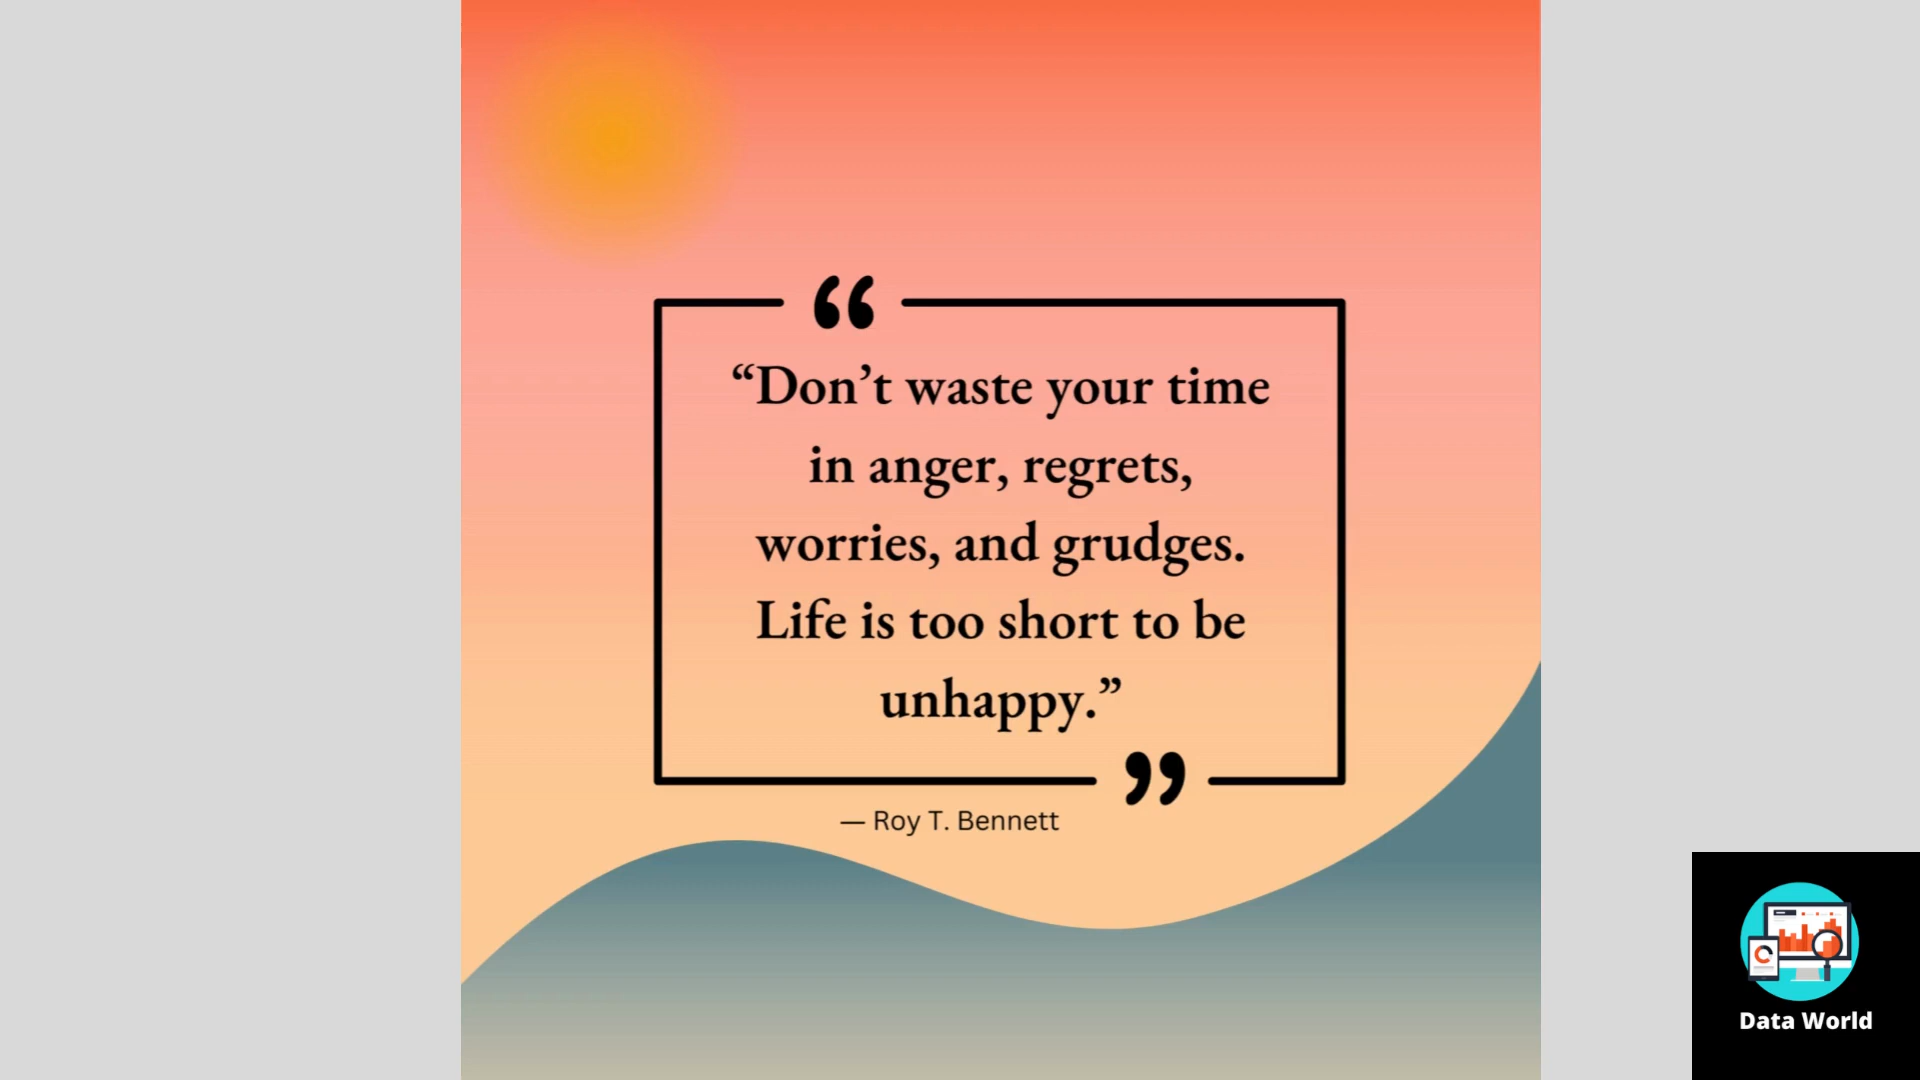 “Don’t waste your time
in anger, regrets,
worries, and grudges.
Life is too short to be
unhappy.”
— Roy T. Bennett
Data World